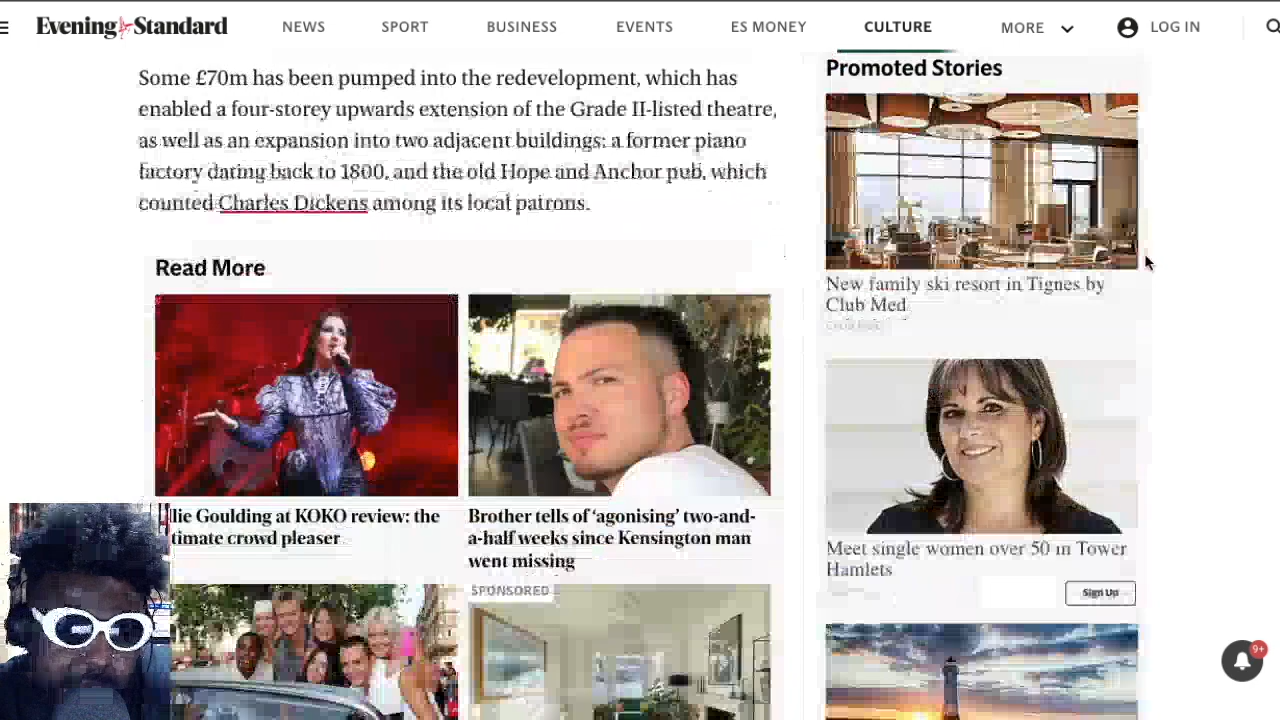 Evening Standard
NEWS
SPORT
BUSINESS
EVENTS
ES MONEY
CULTURE
MORE
LOG IN
Some £70m has been pumped into the redevelopment, which has
enabled a four-storey upwards extension of the Grade II-listed theatre,
as well as an expansion into two adjacent buildings: a former piano
factory dating back to 1800, and the old Hope and Anchor pub, which
counted Charles Dickens among its local patrons.
Read More
lie Goulding at KOKO review: the
timate crowd pleaser
Brother tells of ‘agonising’ two-and-
a-half weeks since Kensington man
went missing
SPONSORED
Promoted Stories
New family ski resort in Tignes by
Club Med
Meet single women over 50 in Tower
Hamlets
Sign Up
9+